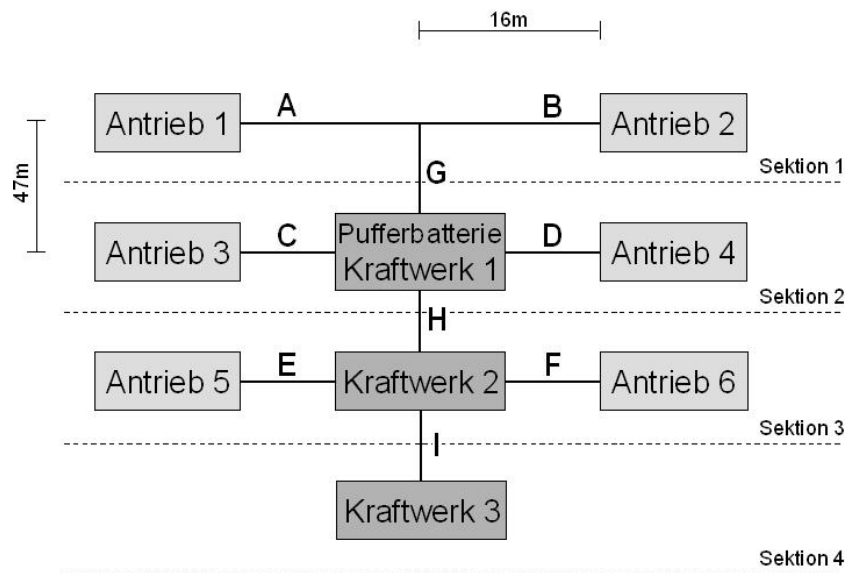 16m
A
B
Antrieb 1
Antrieb 2
47m
G
Sektion 1
C
Pufferbatterie
D
Antrieb 3
Kraftwerk 1
Antrieb 4
Sektion 2
H
E
F
Antrieb 5
Kraftwerk 2
Antrieb 6
Sektion 3
I
Kraftwerk 3
Sektion 4